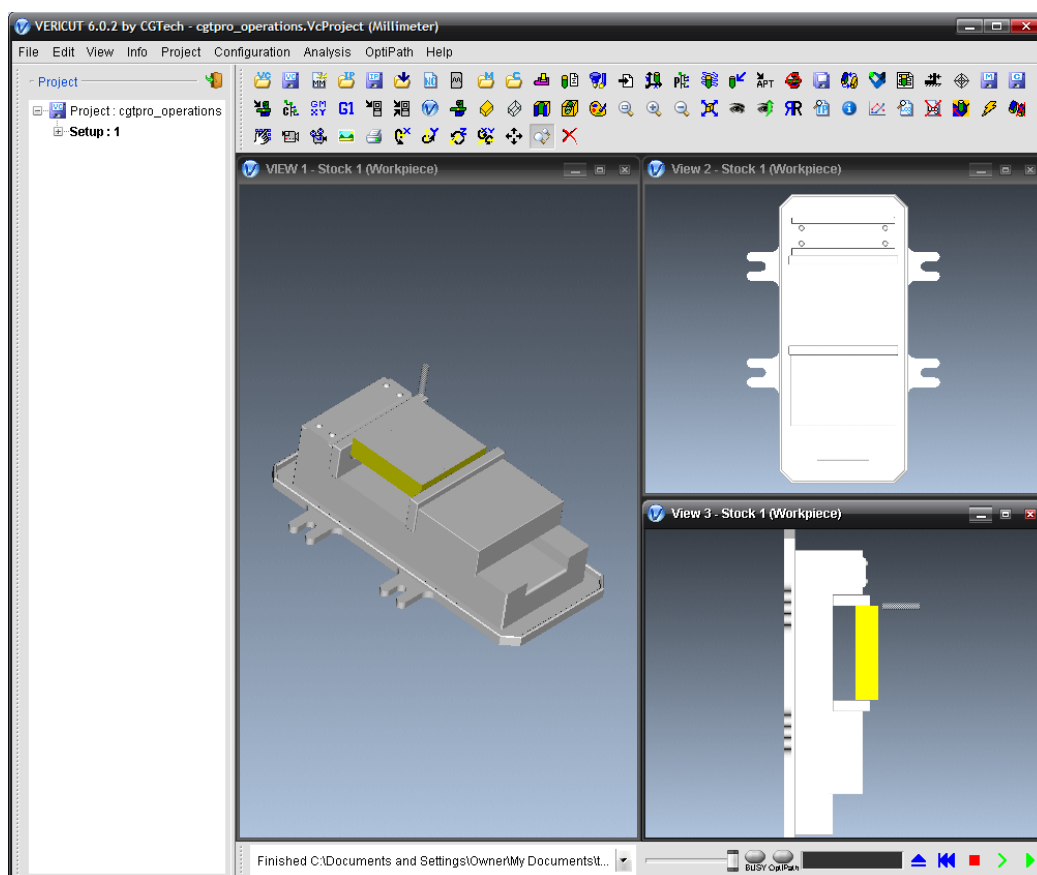 VERICUT 6.0.2 by CGTech - cgtpro_operations.VcProject (Millimeter)
File Edit View Info Project Configuration Analysis OptiPath Help
Project
Project : cgtpro_operations
Setup : 1
G1
APT
VIEW 1 - Stock 1 (Workpiece)
View 2 - Stock 1 (Workpiece)
View 3 - Stock 1 (Workpiece)
Finished C:\Documents and Settings\Owner\My Documents\t...
BUSY OptiPath